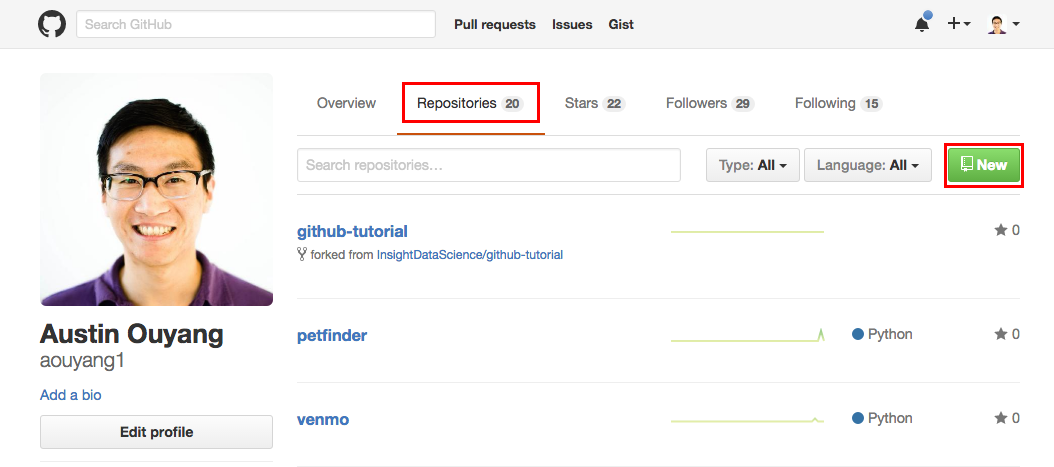 Search GitHub Pull requests Issues Gist
Overview Repositories 20 Stars 22 Followers 29 Following 15
Search repositories... Type: All Language: All New
github-tutorial 0
forked from InsightDataScience/github-tutorial
Austin Ouyang
aouyang1
Add a bio
Edit profile
petfinder Python 0
venmo Python 0